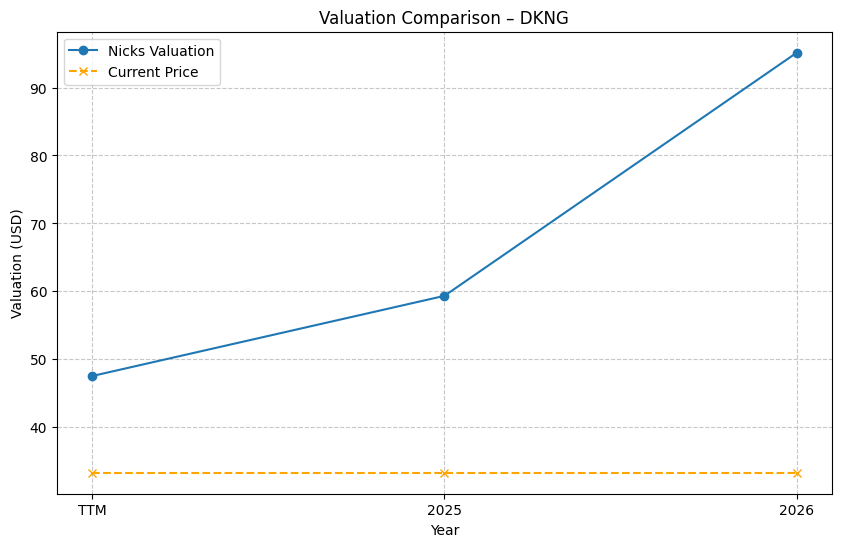 Valuation Comparison – DKNG
Nicks Valuation
Current Price
Valuation (USD)
90
80
70
60
50
40
TTM
2025
2026
Year